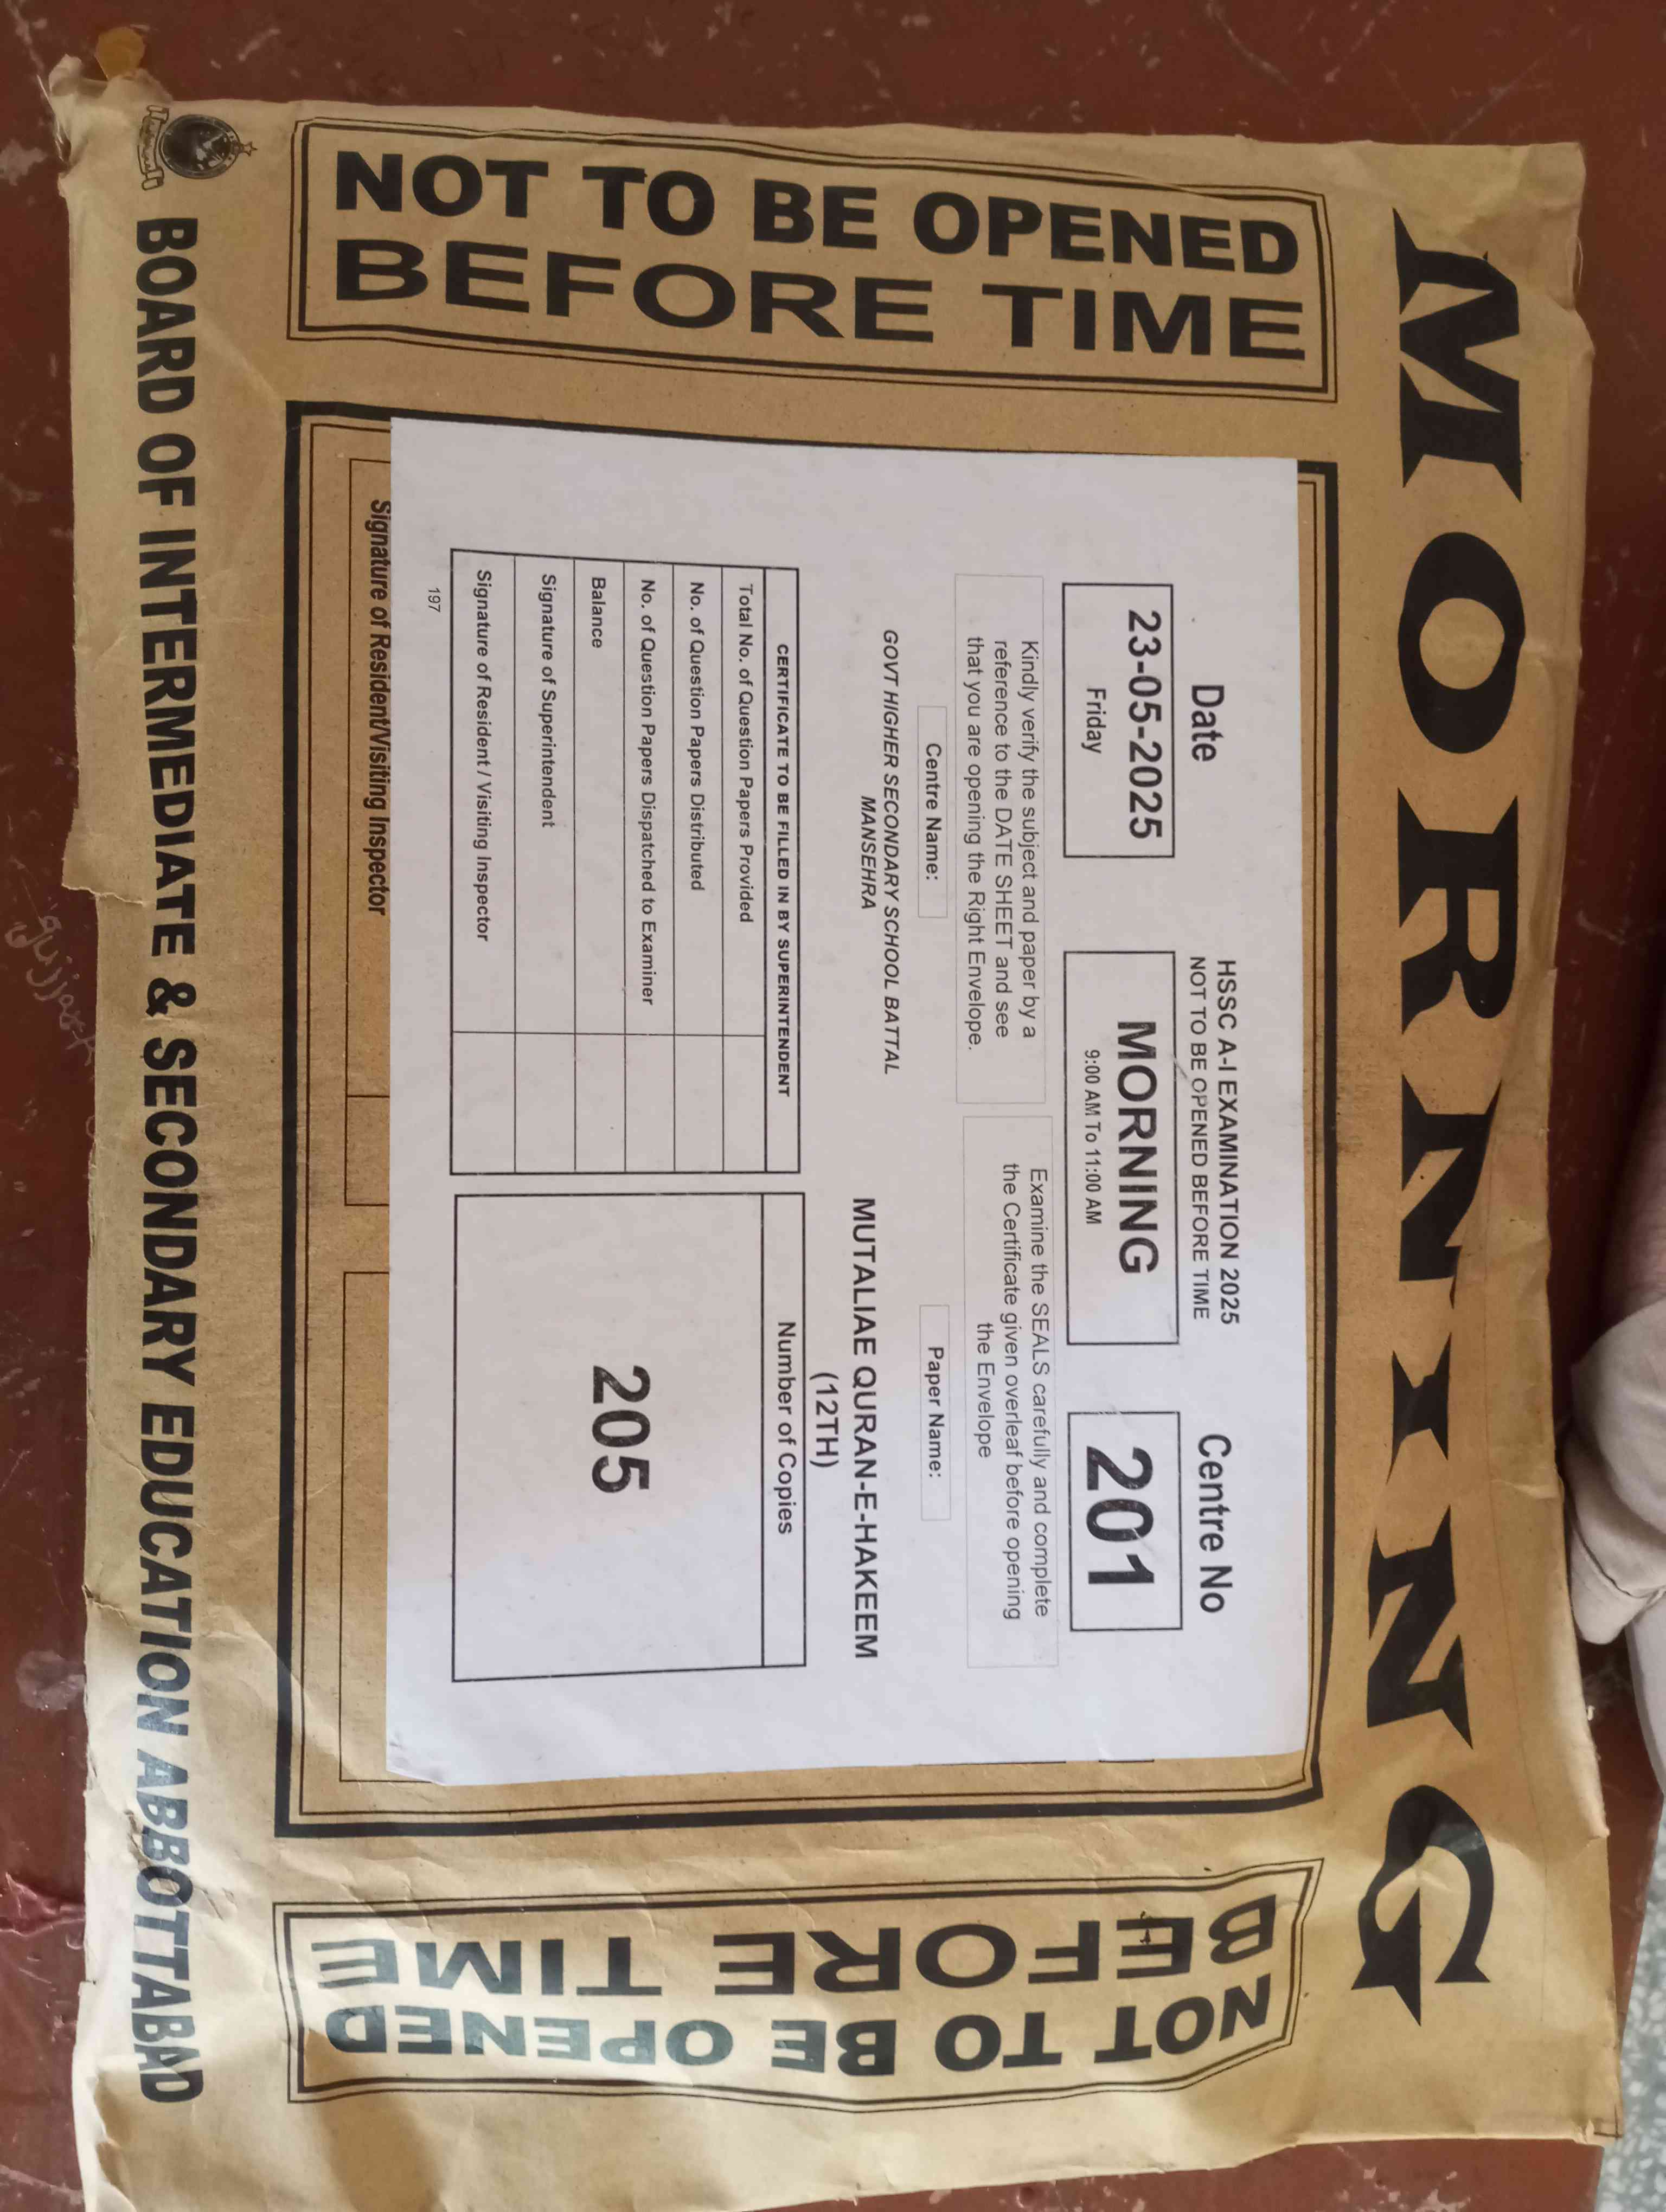 MORNING
NOT TO BE OPENED
BEFORE TIME
HSSC A-I EXAMINATION 2025
NOT TO BE OPENED BEFORE TIME
Date
Centre No
23-05-2025
Friday
MORNING
9:00 AM To 11:00 AM
201
Kindly verify the subject and paper by a
reference to the DATE SHEET and see
that you are opening the Right Envelope.
Examine the SEALS carefully and complete
the Certificate given overleaf before opening
the Envelope
Centre Name:
Paper Name:
GOVT HIGHER SECONDARY SCHOOL BATTAL
MANSEHRA
MUTALIAE QURAN-E-HAKEEM
(12TH)
CERTIFICATE TO BE FILLED IN BY SUPERINTENDENT
Total No. of Question Papers Provided
No. of Question Papers Distributed
No. of Question Papers Dispatched to Examiner
Balance
Signature of Superintendent
Signature of Resident / Visiting Inspector
Number of Copies
205
197
Signature of Resident/Visiting Inspector
NOT TO BE OPENED
BEFORE TIME
BOARD OF INTERMEDIATE & SECONDARY EDUCATION ABBOTTABAD